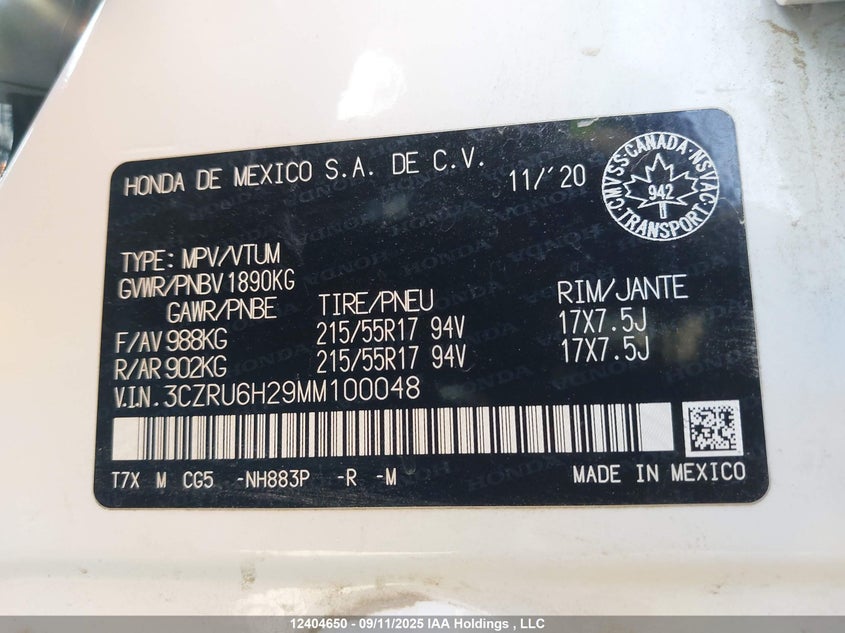 HONDA DE MEXICO S.A. DE C.V.
11/'20
CMVSS·CANADA·NSVAC
942
TRANSPORT
TYPE: MPV/VTUM
GVWR/PNBV 1890KG
GAWR/PNBE TIRE/PNEU RIM/JANTE
F/AV 988KG 215/55R17 94V 17X7.5J
R/AR 902KG 215/55R17 94V 17X7.5J
V.I.N. 3CZRU6H29MM100048
T7X M CG5 -NH883P -R -M MADE IN MEXICO
12404650 - 09/11/2025 IAA Holdings , LLC